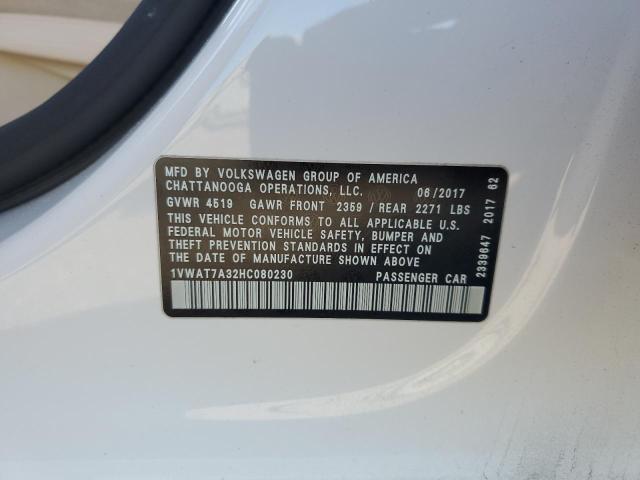 MFD BY VOLKSWAGEN GROUP OF AMERICA
CHATTANOOGA OPERATIONS, LLC. 06/2017
GVWR 4519 GAWR FRONT 2359 / REAR 2271 LBS
THIS VEHICLE CONFORMS TO ALL APPLICABLE U.S.
FEDERAL MOTOR VEHICLE SAFETY, BUMPER AND
THEFT PREVENTION STANDARDS IN EFFECT ON
THE DATE OF MANUFACTURE SHOWN ABOVE
1VWAT7A32HC080230 PASSENGER CAR
2339647 2017 62